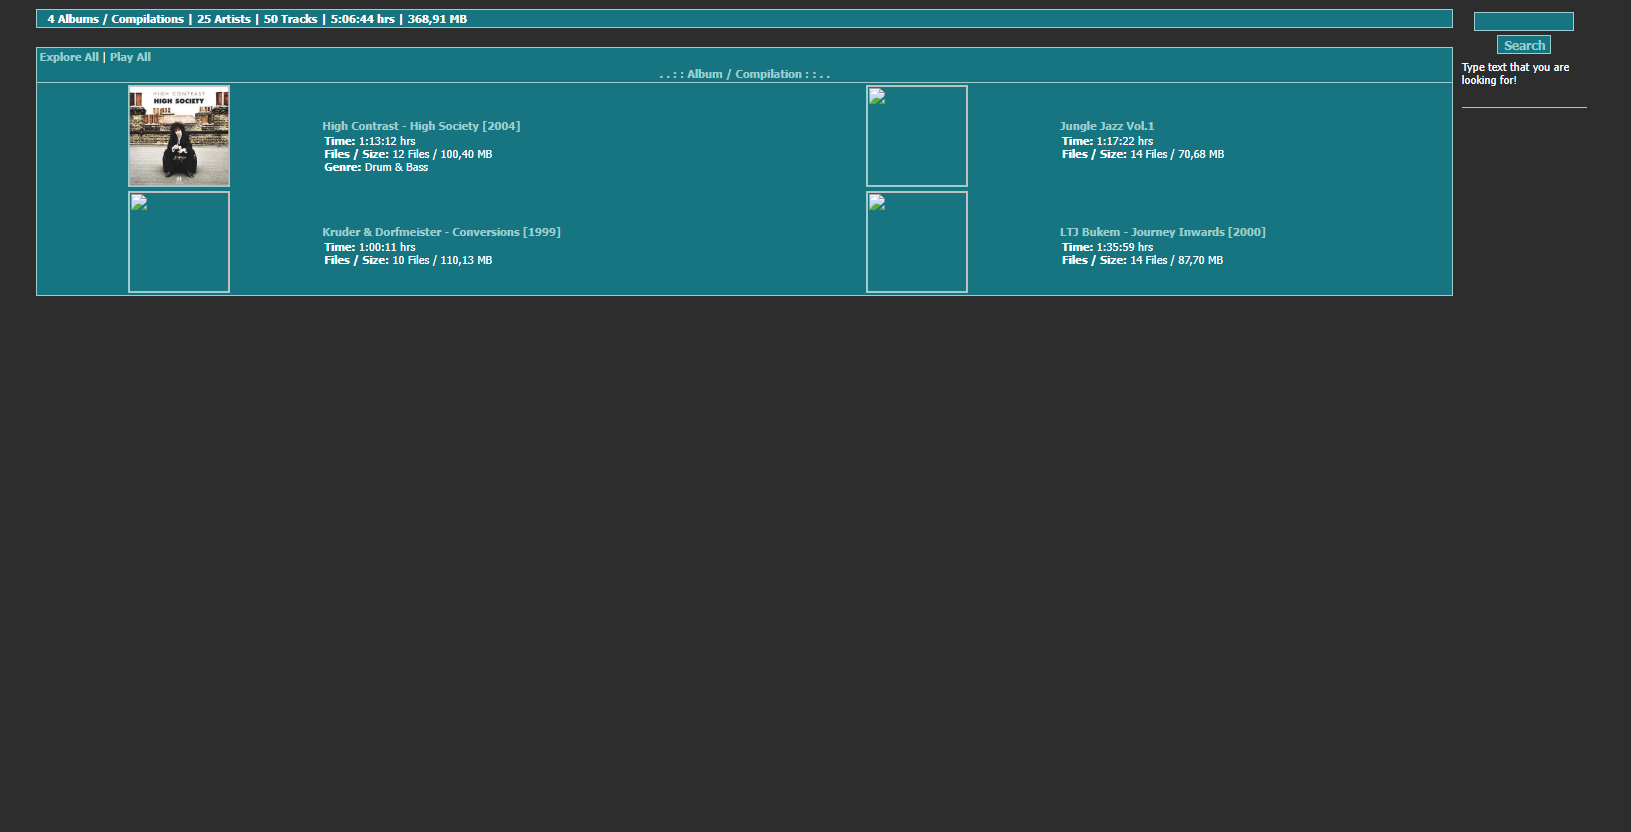 4 Albums / Compilations | 25 Artists | 50 Tracks | 5:06:44 hrs | 368,91 MB
Search
Type text that you are
looking for!
Explore All | Play All
. . : : Album / Compilation : : . .
HIGH CONTRAST
HIGH SOCIETY
High Contrast - High Society [2004]
Time: 1:13:12 hrs
Files / Size: 12 Files / 100,40 MB
Genre: Drum & Bass
Jungle Jazz Vol.1
Time: 1:17:22 hrs
Files / Size: 14 Files / 70,68 MB
Kruder & Dorfmeister - Conversions [1999]
Time: 1:00:11 hrs
Files / Size: 10 Files / 110,13 MB
LTJ Bukem - Journey Inwards [2000]
Time: 1:35:59 hrs
Files / Size: 14 Files / 87,70 MB